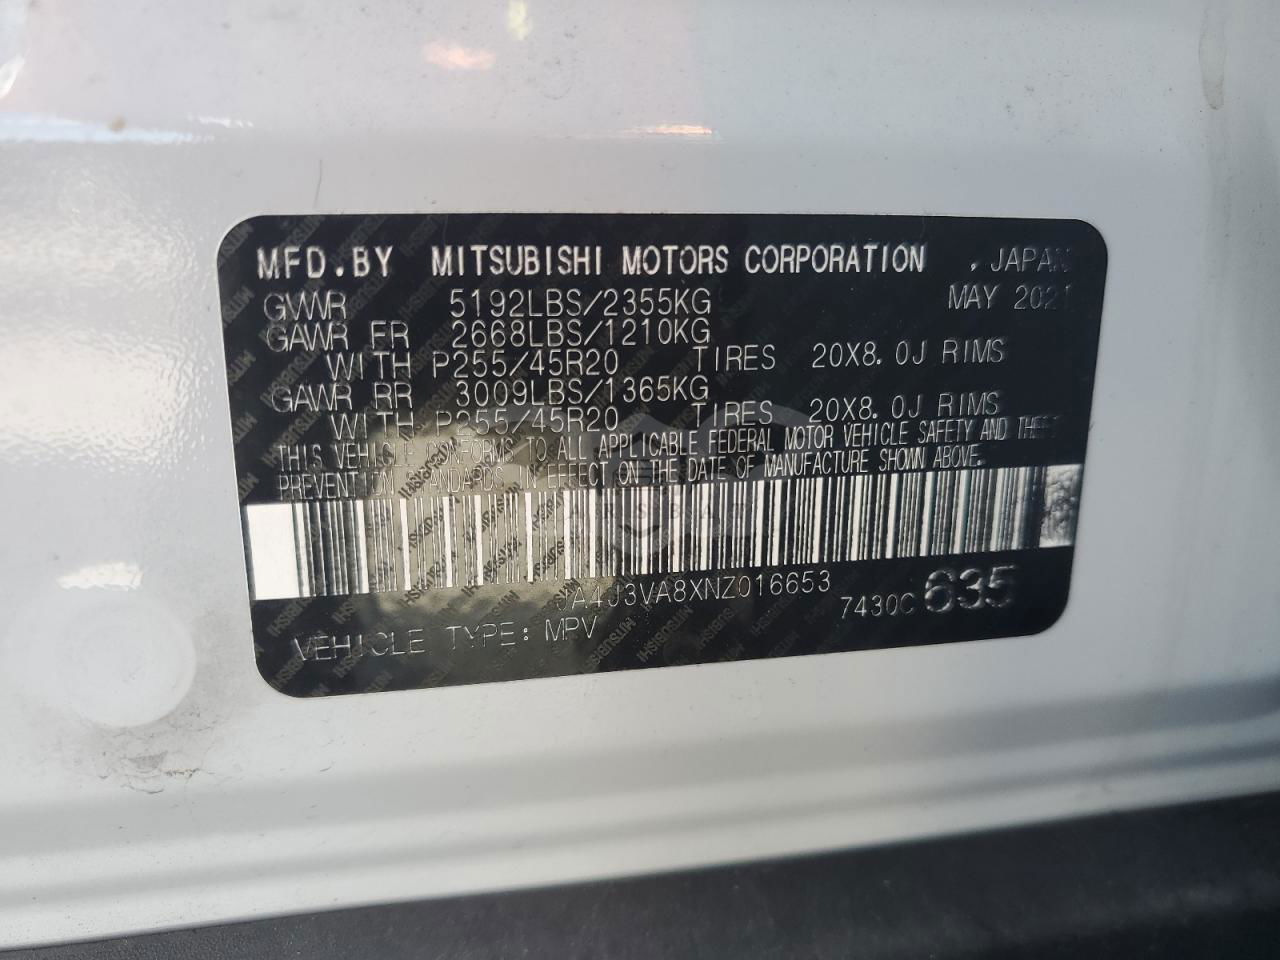 MFD.BY MITSUBISHI MOTORS CORPORATION , JAPAN
GVWR 5192LBS/2355KG MAY 2021
GAWR FR 2668LBS/1210KG
WITH P255/45R20 TIRES 20X8.0J RIMS
GAWR RR 3009LBS/1365KG
WITH P255/45R20 TIRES 20X8.0J RIMS
THIS VEHICLE CONFORMS TO ALL APPLICABLE FEDERAL MOTOR VEHICLE SAFETY AND THEFT
PREVENTION STANDARDS IN EFFECT ON THE DATE OF MANUFACTURE SHOWN ABOVE.
JA4J3VA8XNZ016653
7430C 635
VEHICLE TYPE: MPV